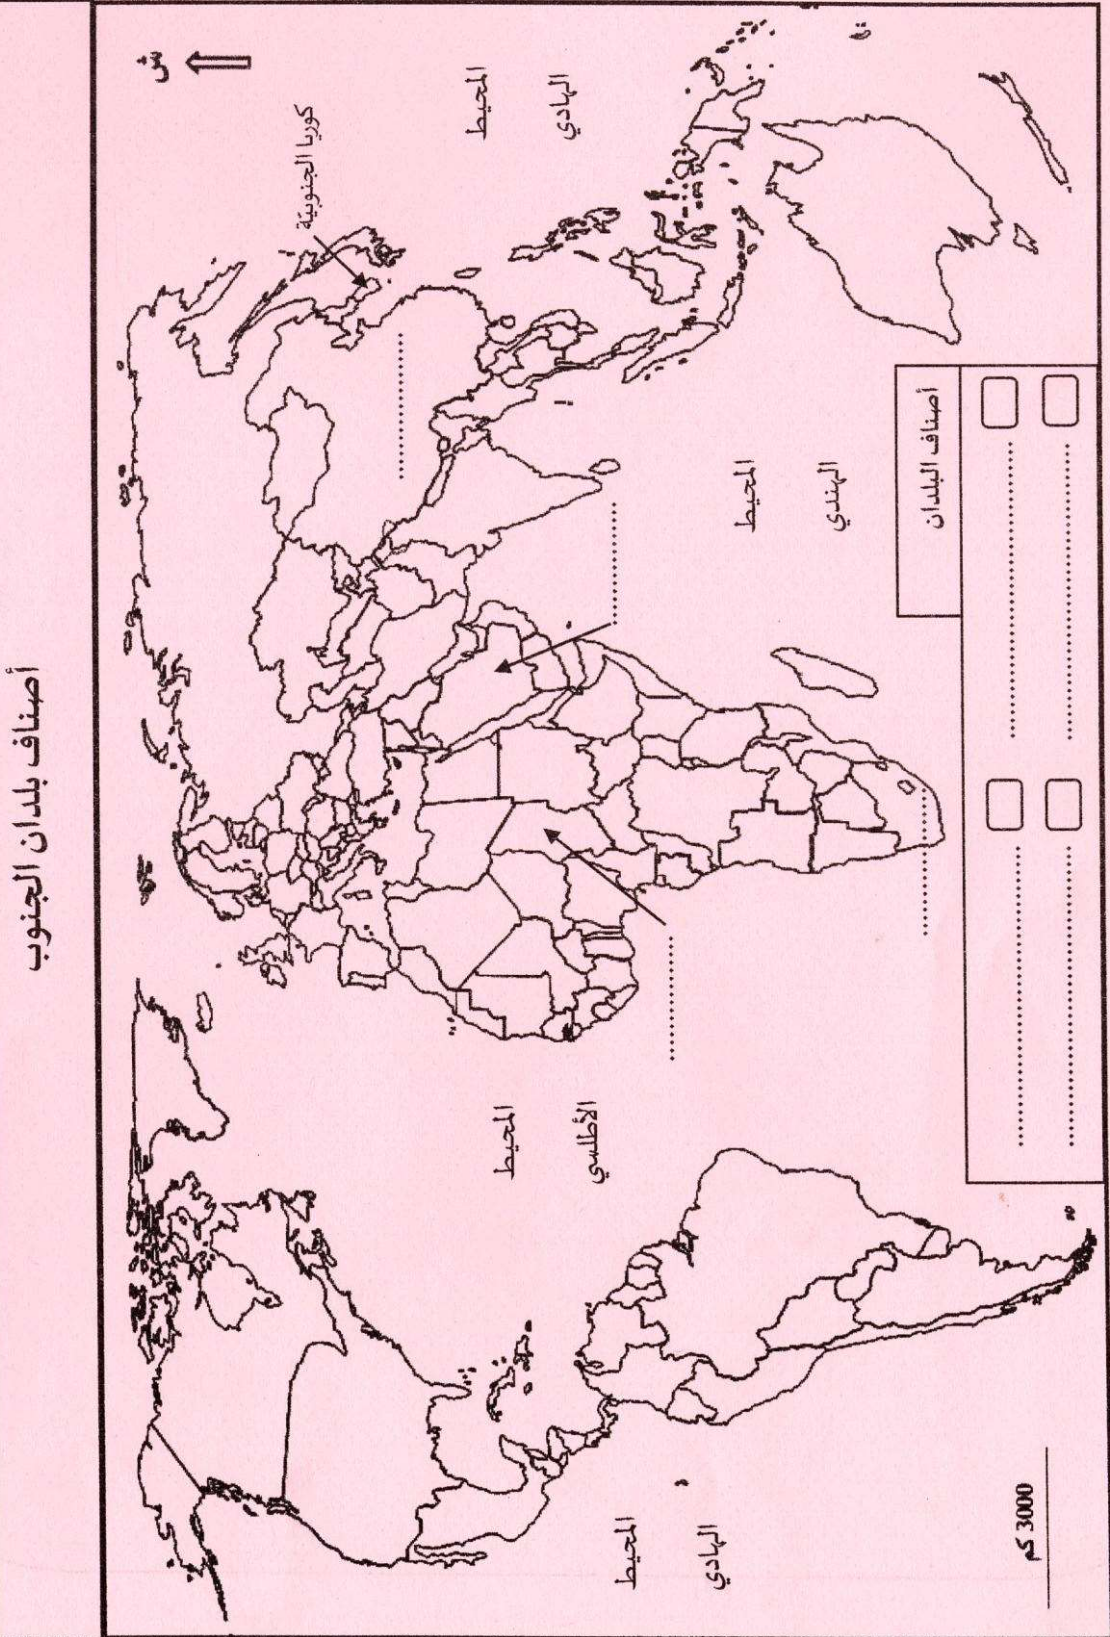 أصناف بلدان الجنوب
ش
كوريا الجنوبية
المحيط
الهادي
المحيط
الهندي
المحيط
الأطلسي
المحيط
الهادي
أصناف البلدان
3000 كم